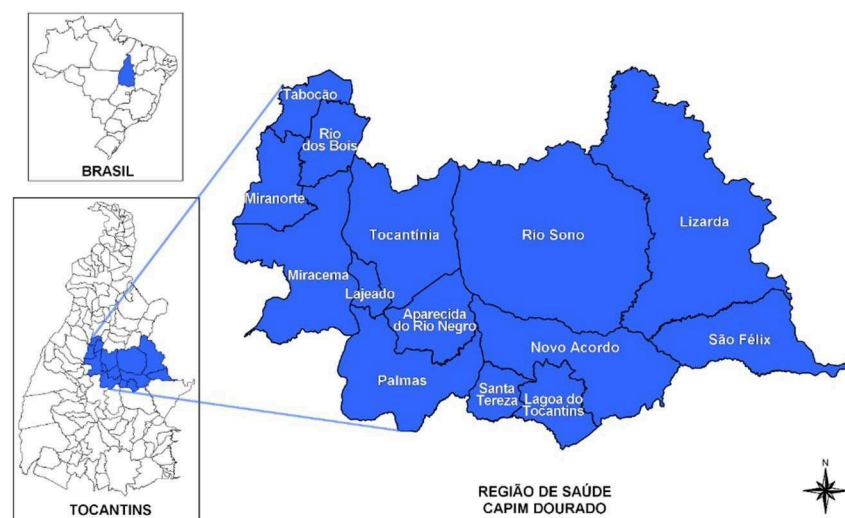 BRASIL
TOCANTINS
Tabocão
Rio
dos Bois
Miranorte
Tocantínia
Rio Sono
Lizarda
Miracema
Lajeado
Aparecida
do Rio Negro
Novo Acordo
São Félix
Palmas
Santa
Tereza
Lagoa do
Tocantins
N
REGIÃO DE SAÚDE
CAPIM DOURADO